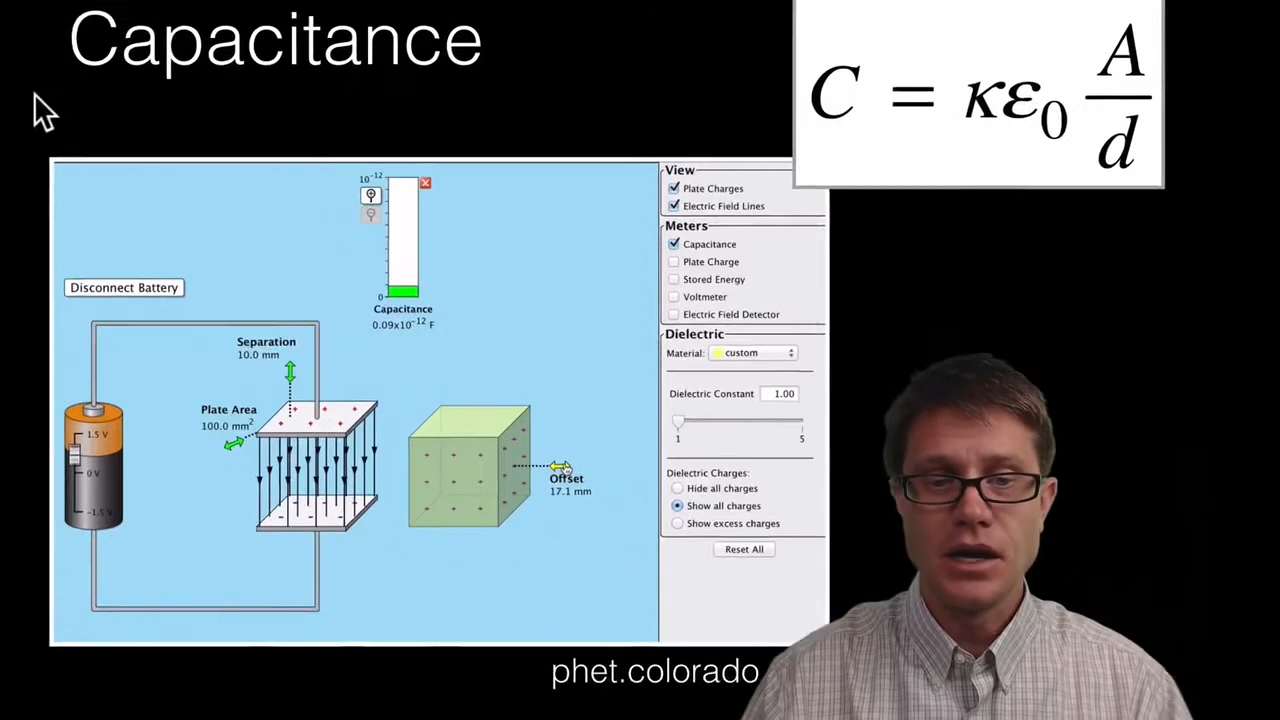 Capacitance
C = κε₀ A/d
10⁻¹²
0
Capacitance
0.09x10⁻¹² F
Disconnect Battery
Separation
10.0 mm
Plate Area
100.0 mm²
1.5 V
0 V
-1.5 V
Offset
17.1 mm
View
Plate Charges
Electric Field Lines
Meters
Capacitance
Plate Charge
Stored Energy
Voltmeter
Electric Field Detector
Dielectric
Material: custom
Dielectric Constant 1.00
1 5
Dielectric Charges:
Hide all charges
Show all charges
Show excess charges
Reset All
phet.colorado